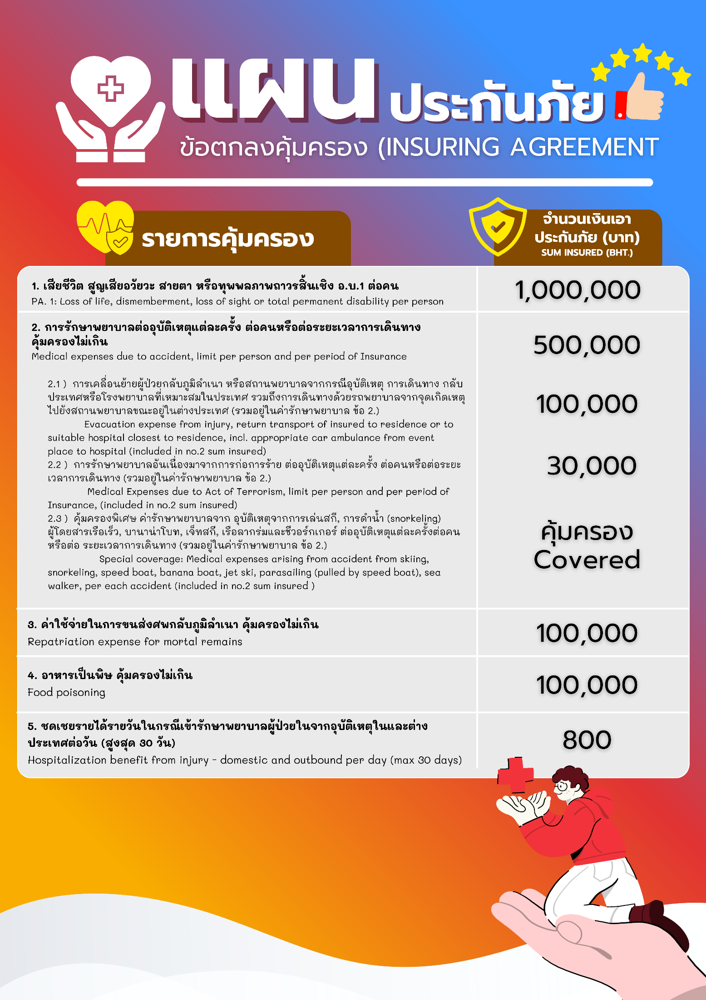 แผน ประกันภัย
ข้อตกลงคุ้มครอง (INSURING AGREEMENT
รายการคุ้มครอง
จำนวนเงินเอา
ประกันภัย (บาท)
SUM INSURED (BHT.)
1. เสียชีวิต สูญเสียอวัยวะ สายตา หรือทุพพลภาพถาวรสิ้นเชิง อ.บ.1 ต่อคน
PA. 1: Loss of life, dismemberment, loss of sight or total permanent disability per person
1,000,000
2. การรักษาพยาบาลต่ออุบัติเหตุแต่ละครั้ง ต่อคนหรือต่อระยะเวลาการเดินทาง
คุ้มครองไม่เกิน
Medical expenses due to accident, limit per person and per period of Insurance
500,000
2.1 ) การเคลื่อนย้ายผู้ป่วยกลับภูมิลำเนา หรือสถานพยาบาลจากกรณีอุบัติเหตุ การเดินทาง กลับ
ประเทศหรือโรงพยาบาลที่เหมาะสมในประเทศ รวมถึงการเดินทางด้วยรถพยาบาลจากจุดเกิดเหตุ
ไปยังสถานพยาบาลขณะอยู่ในต่างประเทศ (รวมอยู่ในค่ารักษาพยาบาล ข้อ 2.)
Evacuation expense from injury, return transport of insured to residence or to
suitable hospital closest to residence, incl. appropriate car ambulance from event
place to hospital (included in no.2 sum insured)
100,000
2.2 ) การรักษาพยาบาลอันเนื่องมาจากการก่อการร้าย ต่ออุบัติเหตุแต่ละครั้ง ต่อคนหรือต่อระยะ
เวลาการเดินทาง (รวมอยู่ในค่ารักษาพยาบาล ข้อ 2.)
Medical Expenses due to Act of Terrorism, limit per person and per period of
Insurance, (included in no.2 sum insured)
30,000
2.3 ) คุ้มครองพิเศษ ค่ารักษาพยาบาลจาก อุบัติเหตุจากการเล่นสกี, การดำน้ำ (snorkeling)
ผู้โดยสารเรือเร็ว, บานาน่าโบท, เจ็ทสกี, เรือลากร่มและซีวอร์กเกอร์ ต่ออุบัติเหตุแต่ละครั้งต่อคน
หรือต่อ ระยะเวลาการเดินทาง (รวมอยู่ในค่ารักษาพยาบาล ข้อ 2.)
Special coverage: Medical expenses arising from accident from skiing,
snorkeling, speed boat, banana boat, jet ski, parasailing (pulled by speed boat), sea
walker, per each accident (included in no.2 sum insured )
คุ้มครอง
Covered
3. ค่าใช้จ่ายในการขนส่งศพกลับภูมิลำเนา คุ้มครองไม่เกิน
Repatriation expense for mortal remains
100,000
4. อาหารเป็นพิษ คุ้มครองไม่เกิน
Food poisoning
100,000
5. ชดเชยรายได้รายวันในกรณีเข้ารักษาพยาบาลผู้ป่วยในจากอุบัติเหตุในและต่าง
ประเทศต่อวัน (สูงสุด 30 วัน)
Hospitalization benefit from injury - domestic and outbound per day (max 30 days)
800